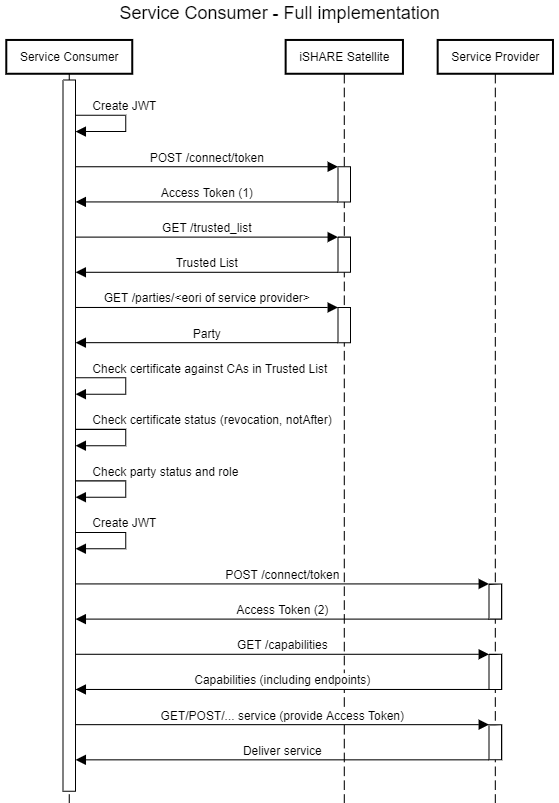 Service Consumer - Full implementation
Service Consumer
iSHARE Satellite
Service Provider
Create JWT
POST /connect/token
Access Token (1)
GET /trusted_list
Trusted List
GET /parties/<eori of service provider>
Party
Check certificate against CAs in Trusted List
Check certificate status (revocation, notAfter)
Check party status and role
Create JWT
POST /connect/token
Access Token (2)
GET /capabilities
Capabilities (including endpoints)
GET/POST/... service (provide Access Token)
Deliver service